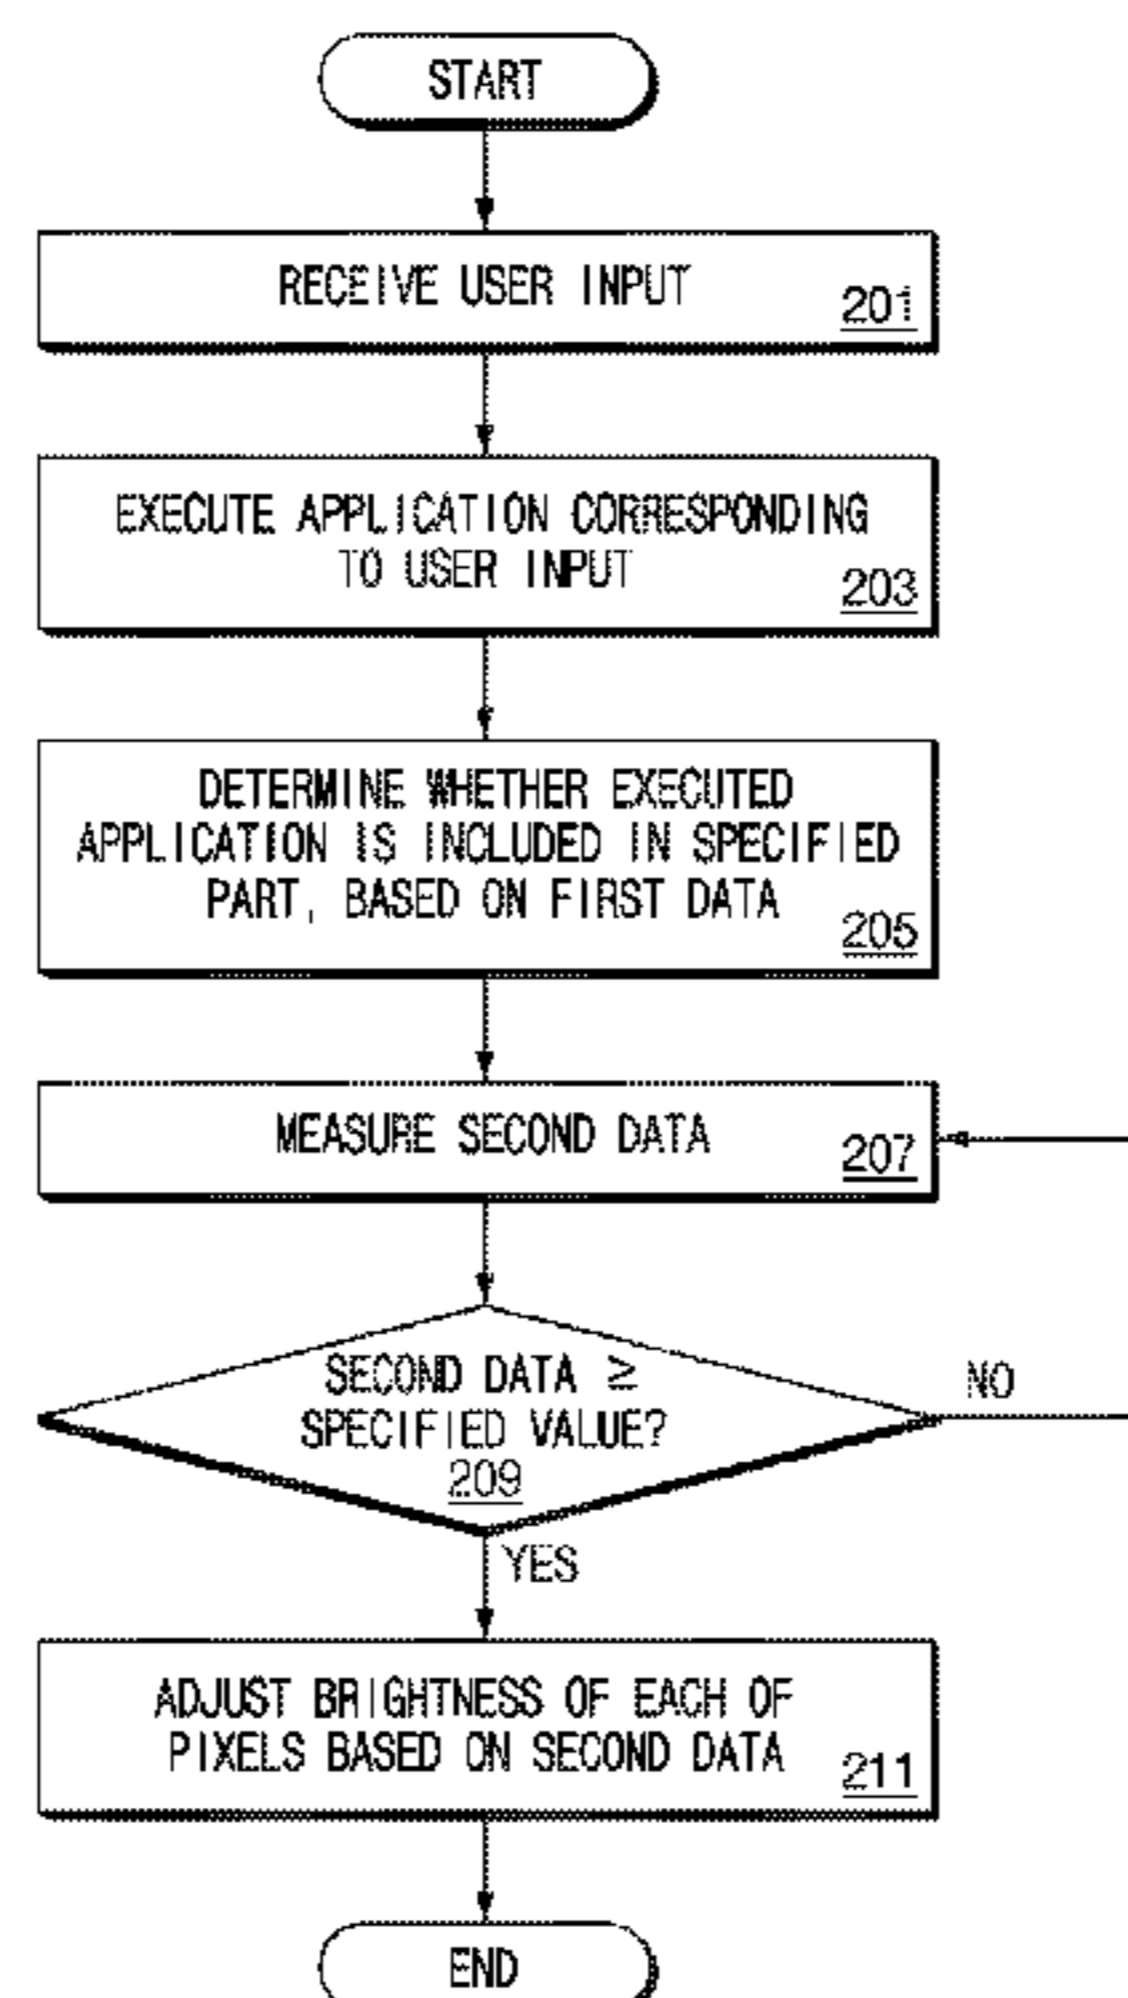 START
RECEIVE USER INPUT
201
EXECUTE APPLICATION CORRESPONDING
TO USER INPUT
203
DETERMINE WHETHER EXECUTED
APPLICATION IS INCLUDED IN SPECIFIED
PART, BASED ON FIRST DATA
205
MEASURE SECOND DATA
207
SECOND DATA ≥
SPECIFIED VALUE?
209
NO
YES
ADJUST BRIGHTNESS OF EACH OF
PIXELS BASED ON SECOND DATA
211
END